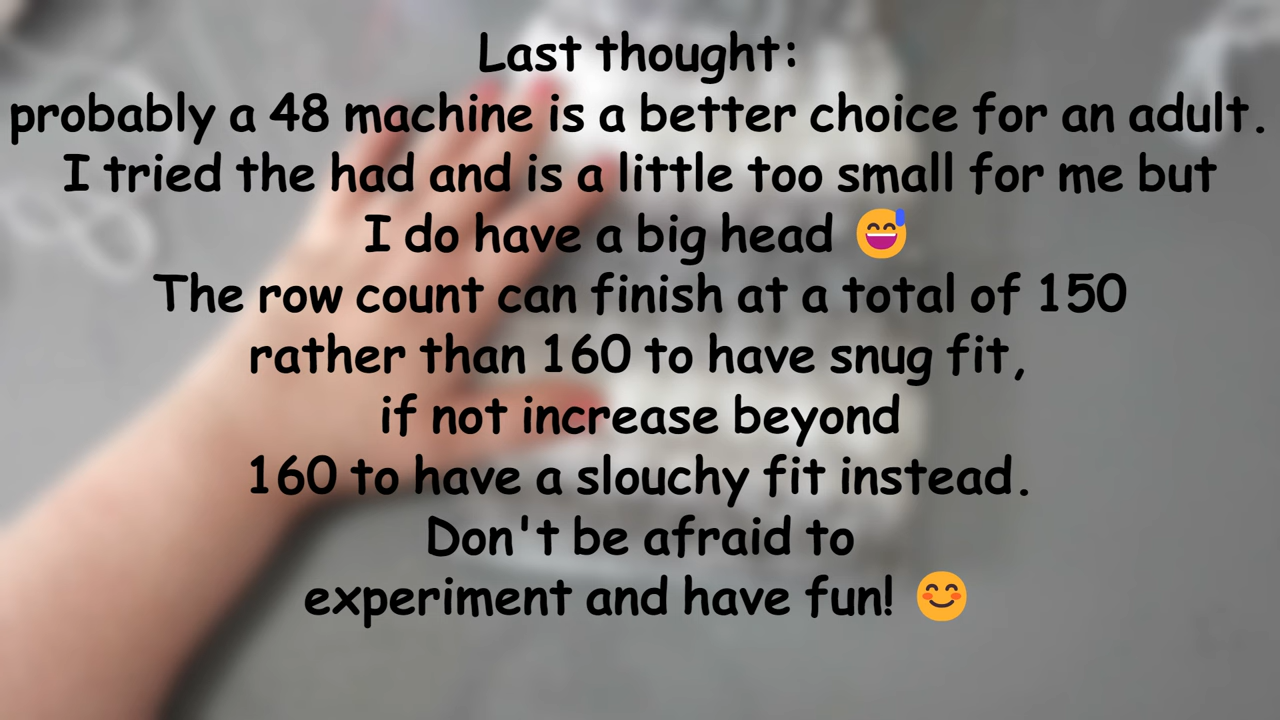 Last thought:
probably a 48 machine is a better choice for an adult.
I tried the had and is a little too small for me but
I do have a big head 😅
The row count can finish at a total of 150
rather than 160 to have snug fit,
if not increase beyond
160 to have a slouchy fit instead.
Don't be afraid to
experiment and have fun! 😊